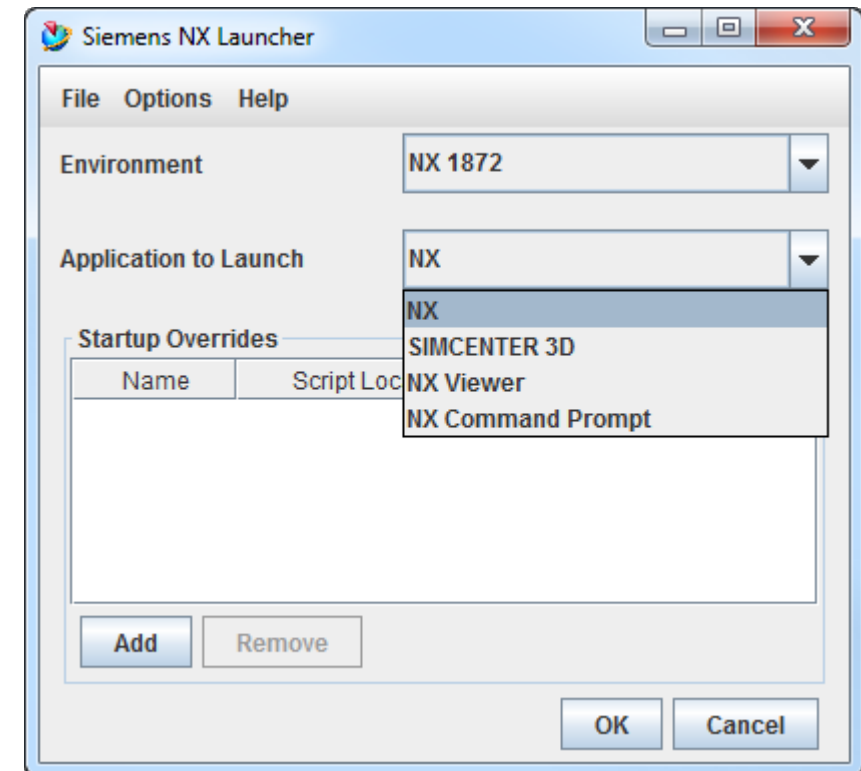 Siemens NX Launcher
File Options Help
Environment
NX 1872
Application to Launch
NX
NX
SIMCENTER 3D
NX Viewer
NX Command Prompt
Startup Overrides
Name Script Loc
Add Remove
OK Cancel